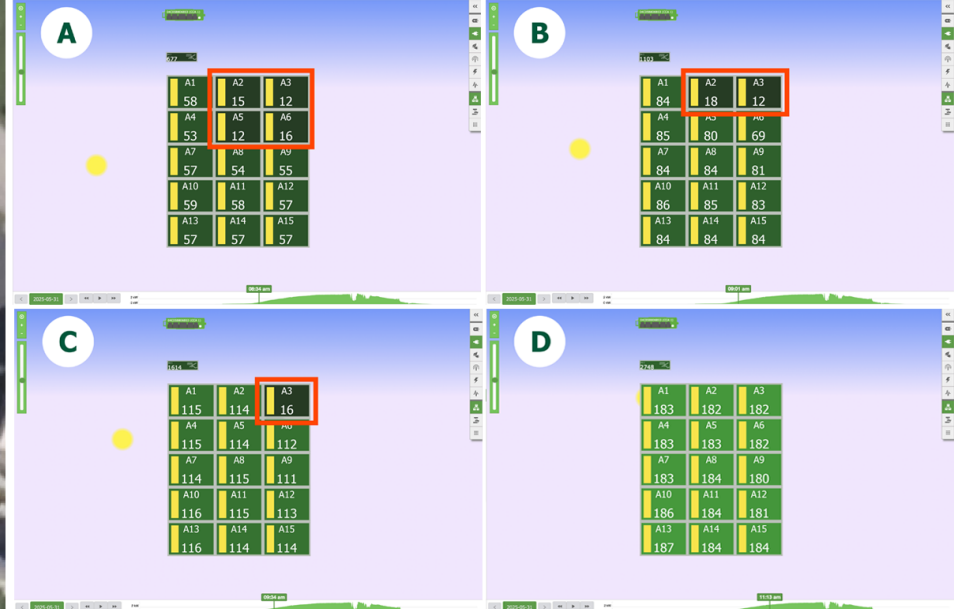 A
677
A1 A2 A3
58 15 12
A4 A5 A6
53 12 16
A7 A8 A9
57 54 55
A10 A11 A12
59 58 57
A13 A14 A15
57 57 57
08:34 am
2025-05-31
B
1103
A1 A2 A3
84 18 12
A4 A5 A6
85 80 69
A7 A8 A9
84 84 81
A10 A11 A12
86 85 83
A13 A14 A15
84 84 84
09:01 am
2025-05-31
C
1614
A1 A2 A3
115 114 16
A4 A5 A6
115 114 112
A7 A8 A9
114 115 111
A10 A11 A12
116 115 113
A13 A14 A15
116 114 114
09:34 am
2025-05-31
D
2748
A1 A2 A3
183 182 182
A4 A5 A6
183 183 182
A7 A8 A9
183 184 180
A10 A11 A12
186 184 181
A13 A14 A15
187 184 184
11:13 am
2025-05-31